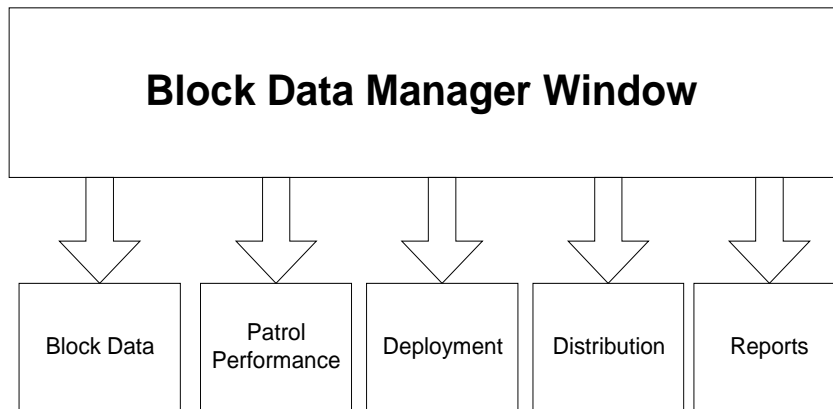 Block Data Manager Window
Block Data
Patrol
Performance
Deployment
Distribution
Reports